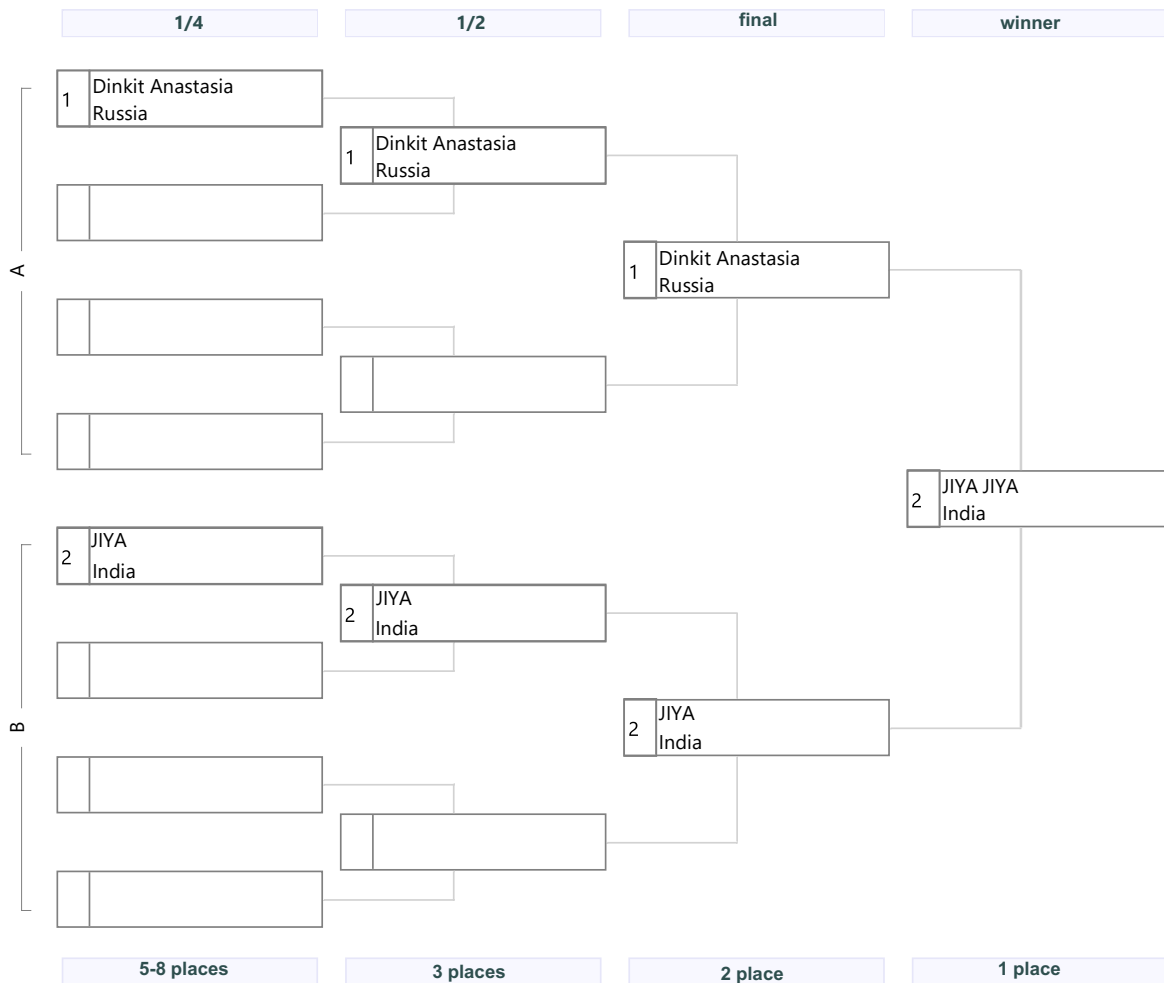 1/4 1/2 final winner
1 Dinkit Anastasia
Russia
1 Dinkit Anastasia
Russia
A
1 Dinkit Anastasia
Russia
2 JIYA JIYA
India
2 JIYA
India
2 JIYA
India
B
2 JIYA
India
5-8 places 3 places 2 place 1 place